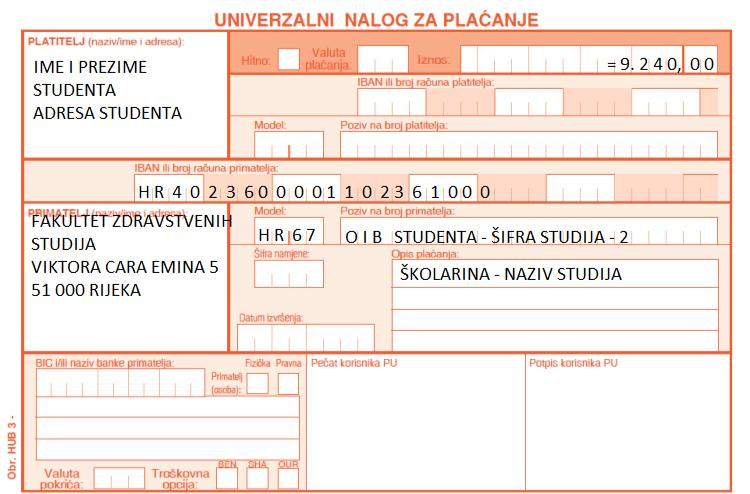 UNIVERZALNI NALOG ZA PLAĆANJE
PLATITELJ (naziv/ime i adresa):
IME I PREZIME
STUDENTA
ADRESA STUDENTA
Hitno:
Valuta plaćanja:
Iznos:
=9.240,00
IBAN ili broj računa platitelja:
Model:
Poziv na broj platitelja:
IBAN ili broj računa primatelja:
HR4023600001102361000
PRIMATELJ (naziv/ime i adresa):
FAKULTET ZDRAVSTVENIH
STUDIJA
VIKTORA CARA EMINA 5
51 000 RIJEKA
Model:
HR67
Poziv na broj primatelja:
OIB STUDENTA - ŠIFRA STUDIJA - 2
Šifra namjene:
Opis plaćanja:
ŠKOLARINA - NAZIV STUDIJA
Datum izvršenja:
BIC i/ili naziv banke primatelja:
Fizička Pravna
Primatelj
(osoba):
Pečat korisnika PU
Potpis korisnika PU
Valuta
pokrića:
Troškovna
opcija:
BEN SHA OUR
Obr. HUB 3 -